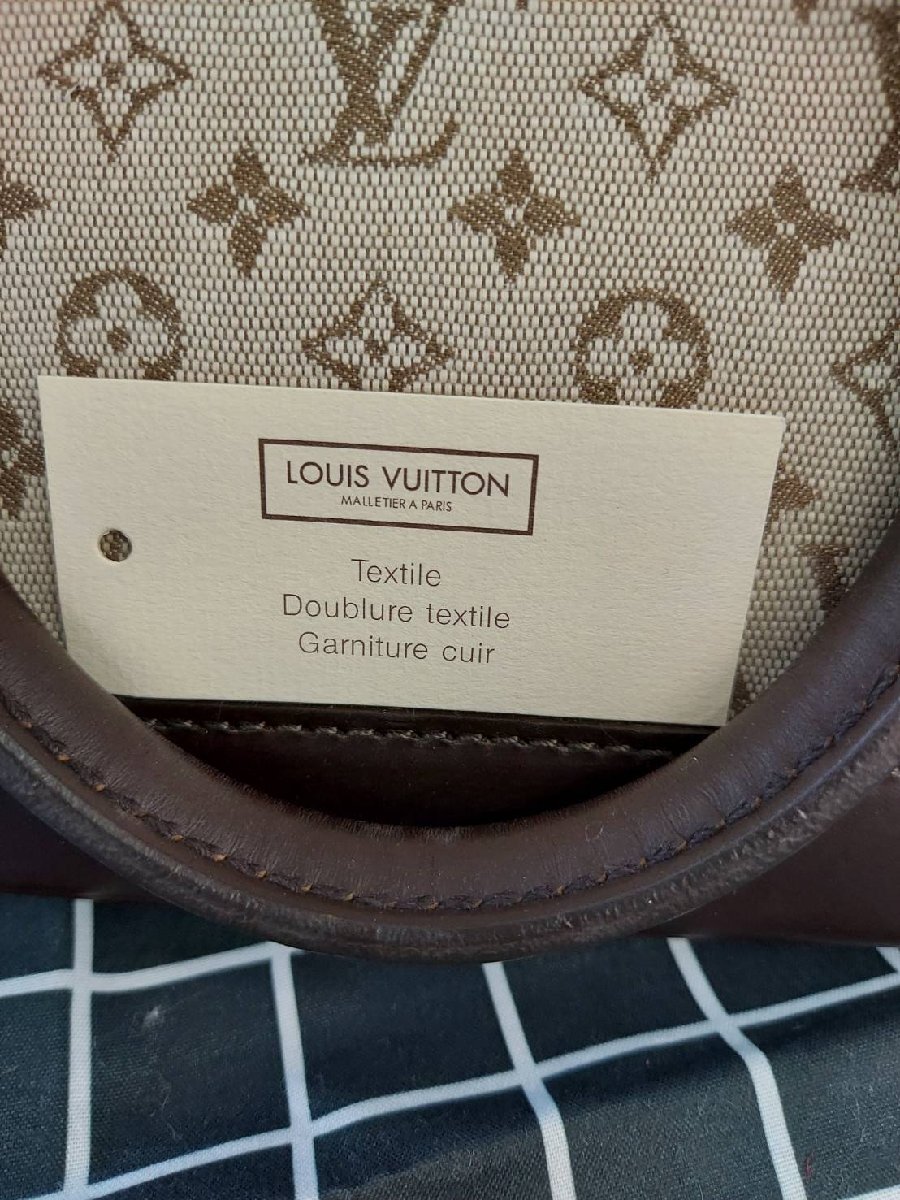 LOUIS VUITTON
MALLETIER A PARIS
Textile
Doublure textile
Garniture cuir